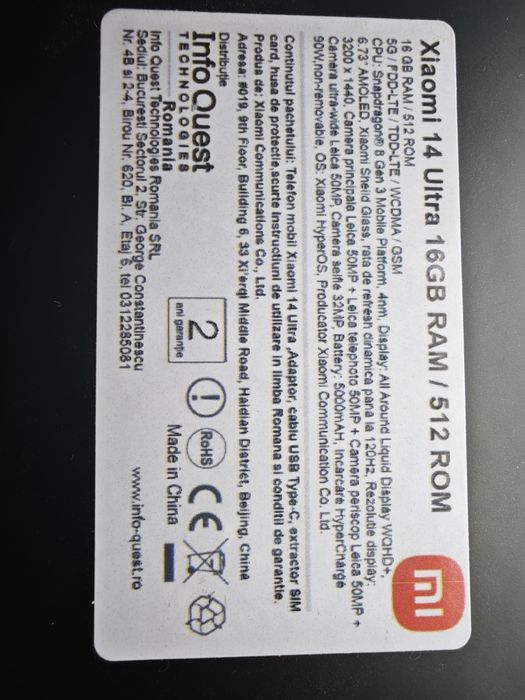 Xiaomi 14 Ultra 16GB RAM / 512 ROM
16 GB RAM / 512 ROM
5G / FDD-LTE / TDD-LTE / WCDMA / GSM
CPU: Snapdragon® 8 Gen 3 Mobile Platform, 4nm, Display: All Around Liquid Display WQHD+,
6.73" AMOLED, Xiaomi Sheild Glass, rata de refresh dinamica pana la 120Hz, Rezolutie display:
3200 x 1440, Camera principala Leica 50MP + Leica telephoto 50MP + Camera periscop Leica 50MP +
Camera ultra-wide Leica 50MP, Camera selfie 32MP, Battery: 5000mAH, Incarcare HyperCharge
90W,non-removable, OS: Xiaomi HyperOS, Producator Xiaomi Communication Co, Ltd.
mi
Continutul pachetului: Telefon mobil Xiaomi 14 Ultra ,Adaptor, cablu USB Type-C, extractor SIM
card, husa de protectie,scurte Instructiuni de utilizare in limba Romana si conditii de garantie.
Produs de: Xiaomi Communications Co., Ltd.
Adresa: #019, 9th Floor, Building 6, 33 Xi'erqi Middle Road, Haidian District, Beijing, China
Distribuție
Info Quest
TECHNOLOGIES
Romania
Info Quest Technologies Romania SRL
Sediul: Bucuresti Sectorul 2, Str. George Constantinescu
Nr. 4B si 2-4, Birou Nr. 620, Bl. A, Etaj 6, tel 0312285081
2
ani garanție
!
RoHS
CE
Made in China
www.info-quest.ro